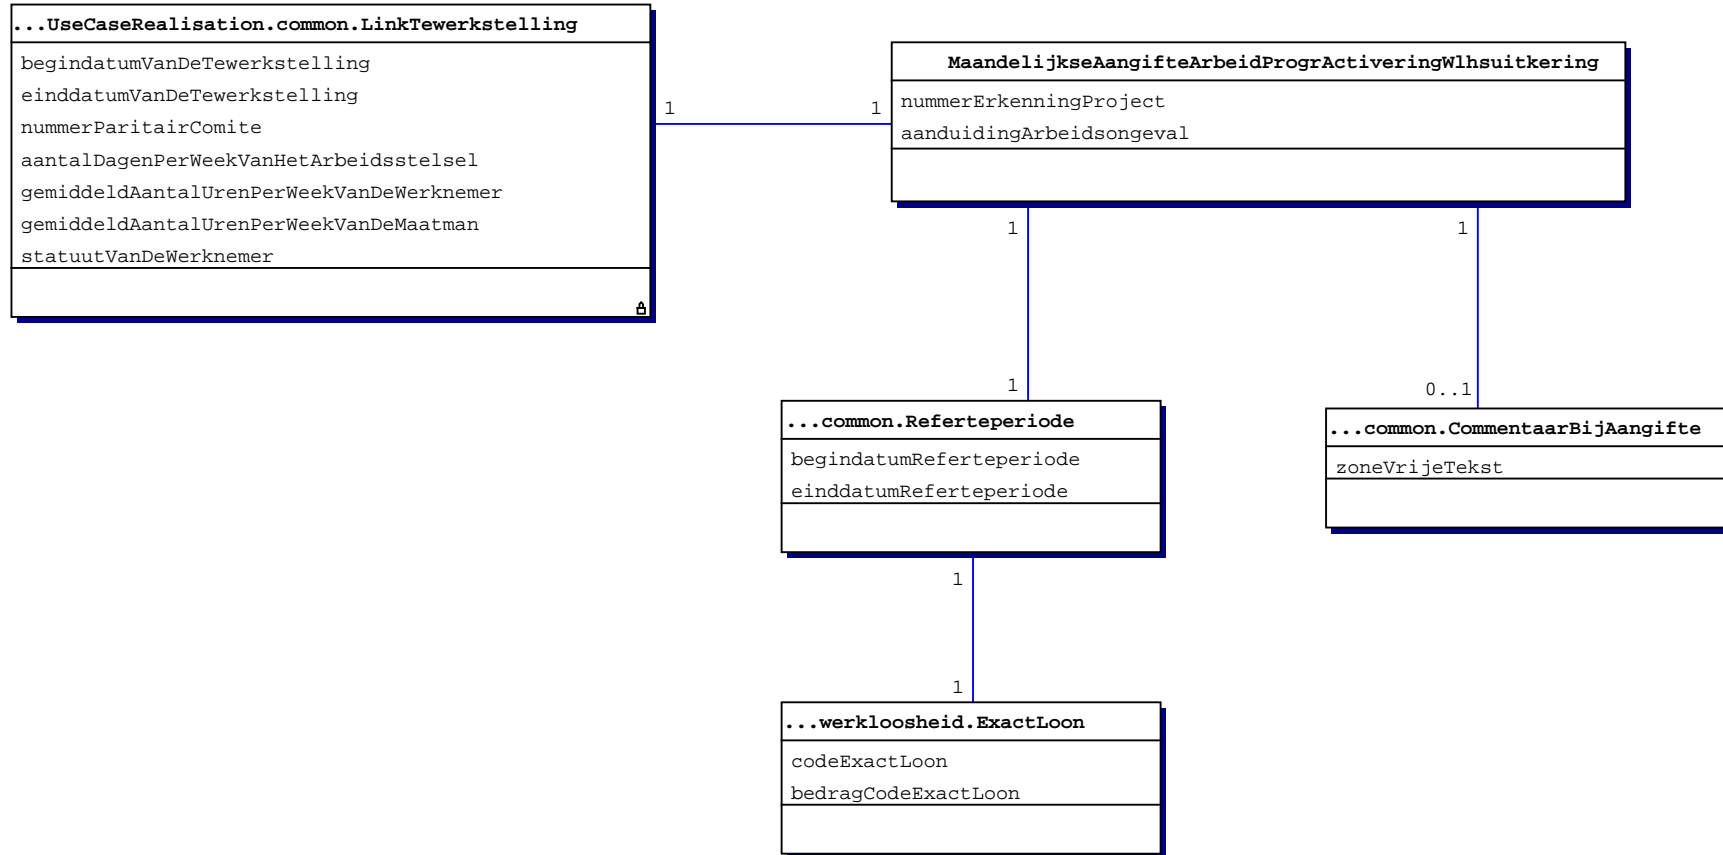 ...UseCaseRealisation.common.LinkTewerkstelling
begindatumVanDeTewerkstelling
einddatumVanDeTewerkstelling
nummerParitairComite
aantalDagenPerWeekVanHetArbeidsstelsel
gemiddeldAantalUrenPerWeekVanDeWerknemer
gemiddeldAantalUrenPerWeekVanDeMaatman
statuutVanDeWerknemer
1
1
MaandelijkseAangifteArbeidProgrActiveringWlhsuitkering
nummerErkenningProject
aanduidingArbeidsongeval
1
1
1
0..1
...common.Referteperiode
begindatumReferteperiode
einddatumReferteperiode
...common.CommentaarBijAangifte
zoneVrijeTekst
1
1
...werkloosheid.ExactLoon
codeExactLoon
bedragCodeExactLoon